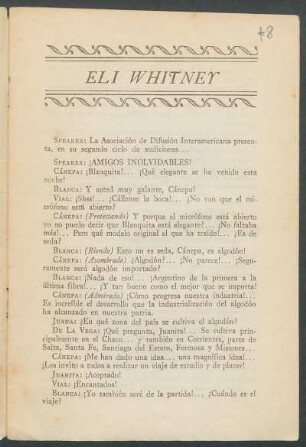 48
ELI WHITNEY
SPEAKER: La Asociación de Difusión Interamericana presen-
ta, en su segundo ciclo de audiciones...
SPEAKER: ¡AMIGOS INOLVIDABLES!
CÁNEPA: ¡Blanquita!... ¡Qué elegante se ha venido esta
noche!
BLANCA: Y usted muy galante, Cánepa!
VIAL: ¡Shss!... ¡Cállense la boca!... ¿No ven que el mi-
crófono está abierto?
CÁNEPA: (Protestando) Y porque el micrófono está abierto
yo no puedo decir que Blanquita está elegante?... ¡No faltaba
más!... Pero qué modelo original el que ha traído!... ¿Es de
seda?
BLANCA: (Riendo) Esto no es seda, Cánepa, es algodón!
CÁNEPA: (Asombrado) ¿Algodón?... ¡No parece!... ¿Segu-
ramente será algodón importado?
BLANCA: ¡Nada de eso!... ¡Argentino de la primera a la
última fibra!... ¡Y tan bueno como el mejor que se importa!
CÁNEPA: (Admirado) ¡Cómo progresa nuestra industria!...
Es increíble el desarrollo que la industrialización del algodón
ha alcanzado en nuestra patria.
JUANA: ¿En qué zona del país se cultiva el algodón?
DE LA VEGA: ¡Qué pregunta, Juanita!... Se cultiva prin-
cipalmente en el Chaco... y también en Corrientes, parte de
Salta, Santa Fe, Santiago del Estero, Formosa y Misiones...
CÁNEPA: ¡Me han dado una idea... una magnífica idea!...
¡Los invito a todos a realizar un viaje de estudio y de placer!
JUANITA: ¡Aceptado!
VIAL: ¡Encantados!
BLANCA: ¡Yo también seré de la partida!... ¿Cuándo es el
viaje?